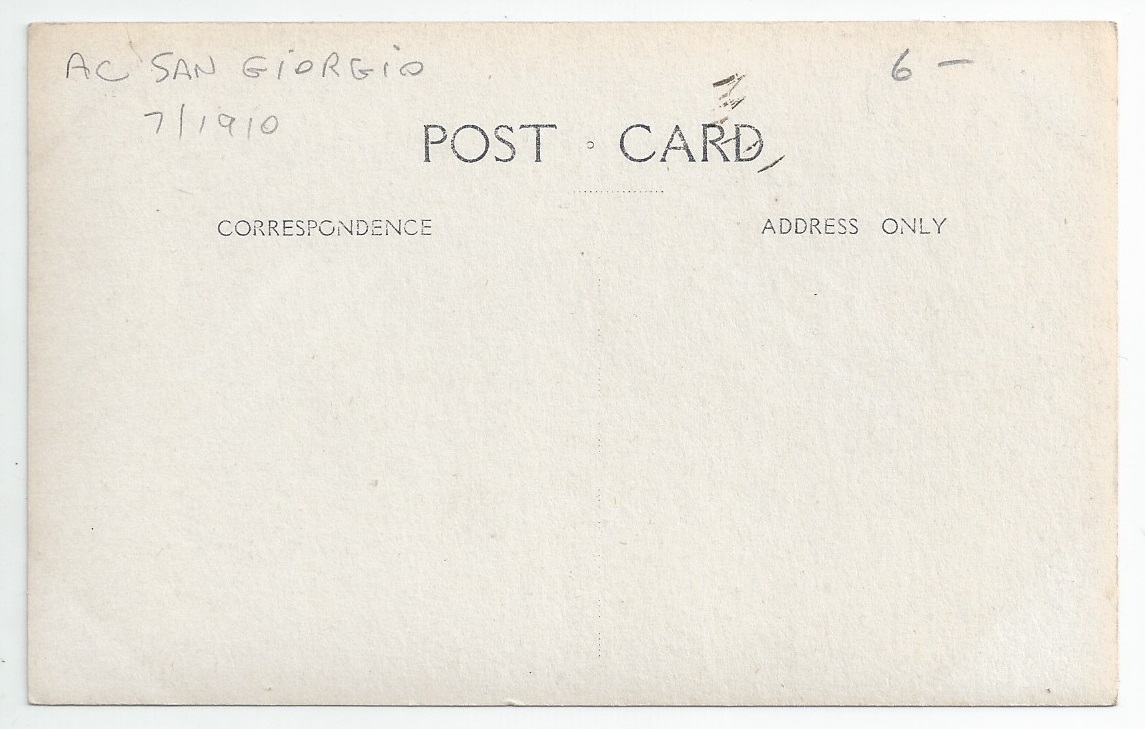 AC SAN GiORGiO
6 —
7/1910
POST CARD
CORRESPONDENCE
ADDRESS ONLY